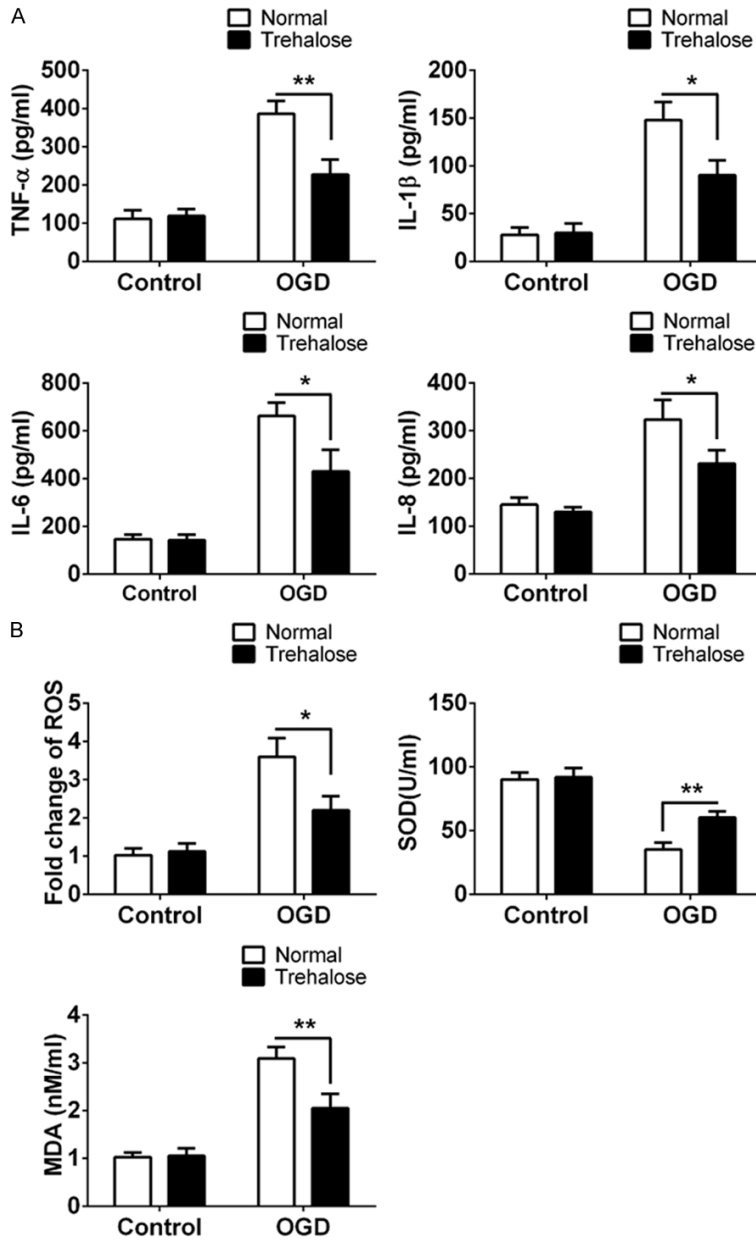 A
Normal
Trehalose
TNF-α (pg/ml)
500
400
300
200
100
0
**
Control OGD
Normal
Trehalose
IL-1β (pg/ml)
200
150
100
50
0
*
Control OGD
Normal
Trehalose
IL-6 (pg/ml)
800
600
400
200
0
*
Control OGD
Normal
Trehalose
IL-8 (pg/ml)
400
300
200
100
0
*
Control OGD
B
Normal
Trehalose
Fold change of ROS
5
4
3
2
1
0
*
Control OGD
Normal
Trehalose
SOD(U/ml)
150
100
50
0
**
Control OGD
Normal
Trehalose
MDA (nM/ml)
4
3
2
1
0
**
Control OGD